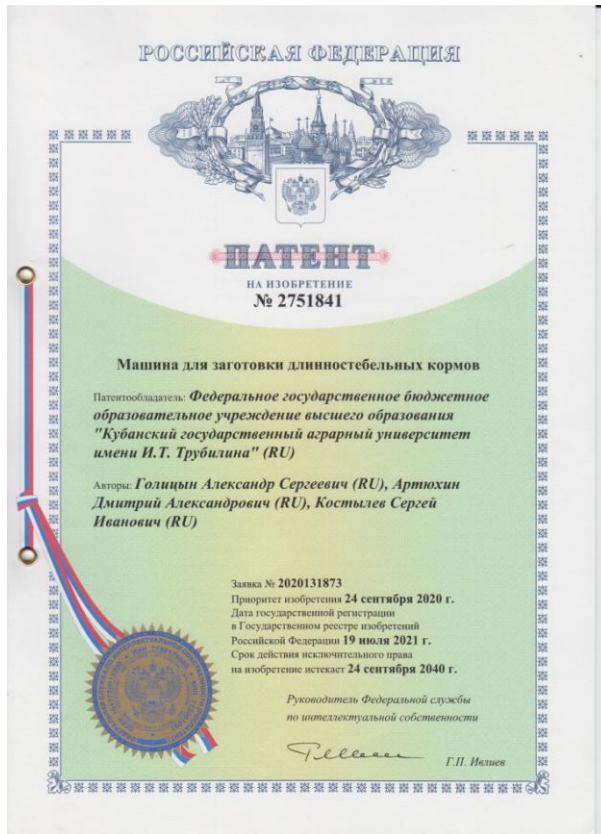 РОССИЙСКАЯ ФЕДЕРАЦИЯ
ПАТЕНТ
НА ИЗОБРЕТЕНИЕ
№ 2751841
Машина для заготовки длинностебельных кормов
Патентообладатель: Федеральное государственное бюджетное
образовательное учреждение высшего образования
"Кубанский государственный аграрный университет
имени И.Т. Трубилина" (RU)
Авторы: Голицын Александр Сергеевич (RU), Артюхин
Дмитрий Александрович (RU), Костылев Сергей
Иванович (RU)
Заявка № 2020131873
Приоритет изобретения 24 сентября 2020 г.
Дата государственной регистрации
в Государственном реестре изобретений
Российской Федерации 19 июля 2021 г.
Срок действия исключительного права
на изобретение истекает 24 сентября 2040 г.
Руководитель Федеральной службы
по интеллектуальной собственности
Г.П. Ивлиев